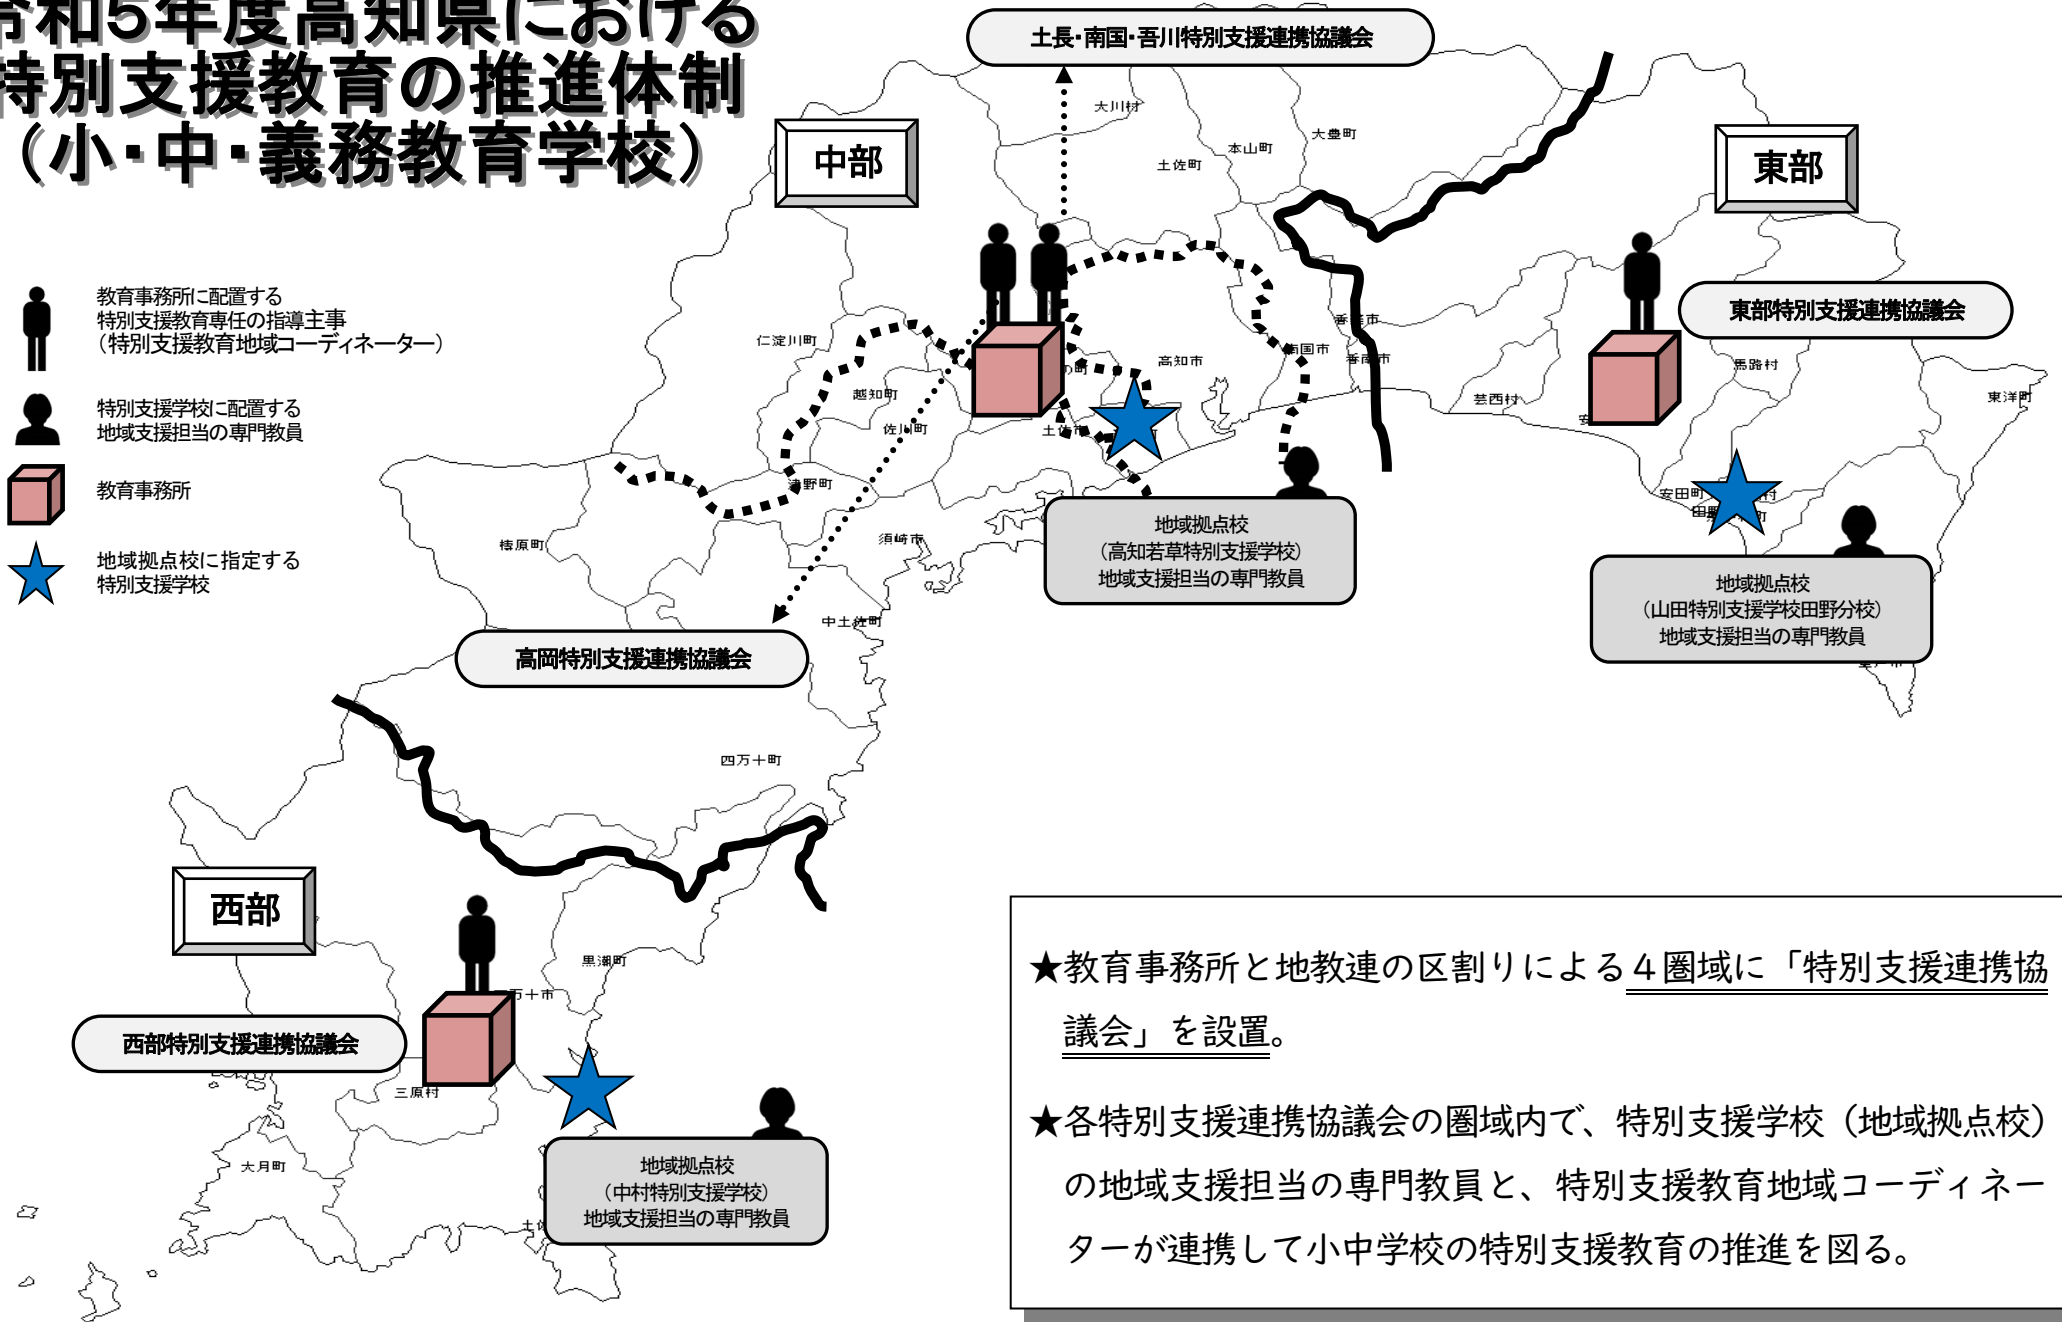 令和5年度高知県における
特別支援教育の推進体制
（小・中・義務教育学校）
土長・南国・吾川特別支援連携協議会
中部
東部
大川村
大豊町
本山町
土佐町
教育事務所に配置する
特別支援教育専任の指導主事
（特別支援教育地域コーディネーター）
特別支援学校に配置する
地域支援担当の専門教員
教育事務所
地域拠点校に指定する
特別支援学校
東部特別支援連携協議会
仁淀川町
香美市
南国市
香南市
高知市
の町
馬路村
越知町
芸西村
東洋町
佐川町
土佐市
安
津野町
安田町
村
田野
町
須崎市
梼原町
地域拠点校
（高知若草特別支援学校）
地域支援担当の専門教員
地域拠点校
（山田特別支援学校田野分校）
地域支援担当の専門教員
中土佐町
高岡特別支援連携協議会
四万十町
西部
黒潮町
万十市
西部特別支援連携協議会
三原村
大月町
地域拠点校
（中村特別支援学校）
地域支援担当の専門教員
土佐
★教育事務所と地教連の区割りによる４圏域に「特別支援連携協
議会」を設置。
★各特別支援連携協議会の圏域内で、特別支援学校（地域拠点校）
の地域支援担当の専門教員と、特別支援教育地域コーディネー
ターが連携して小中学校の特別支援教育の推進を図る。